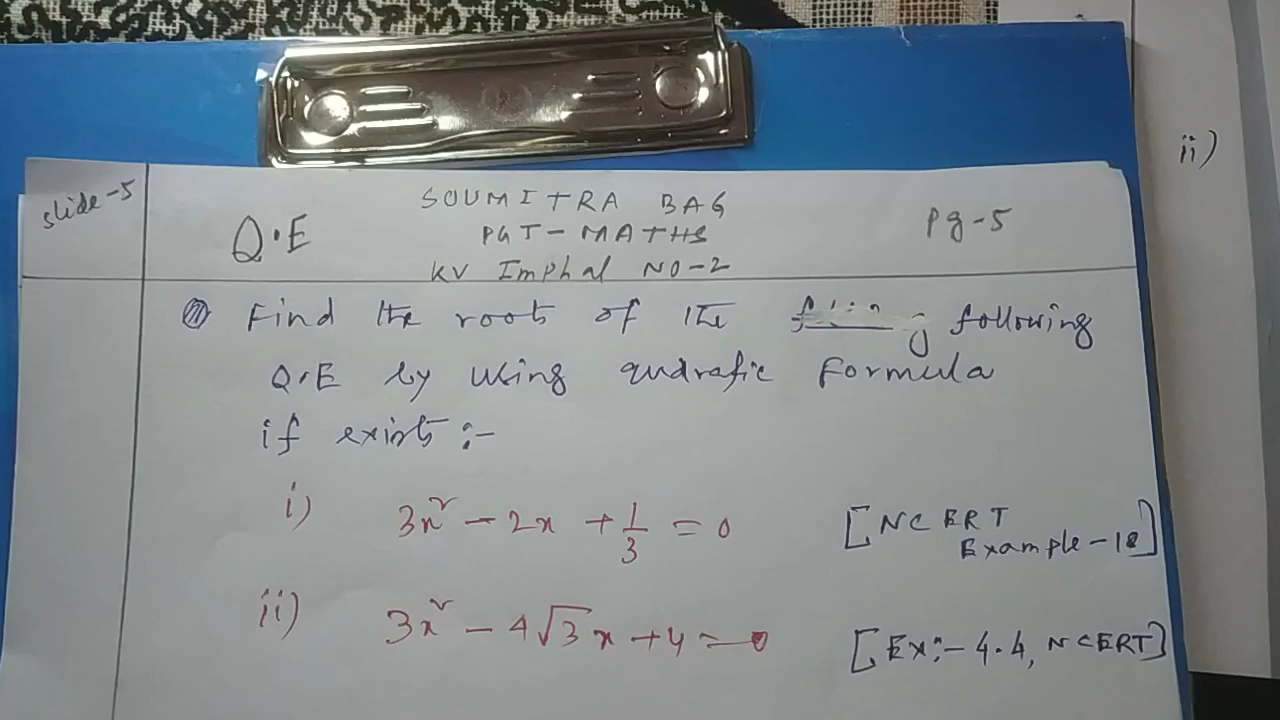 ii)
slide-5
Q.E
SOUMITRA BAG
PGT-MATHS
KV Imphal NO-2
Pg-5
Find the roots of the following
Q.E by using qudratic formula
if exists :-
i) 3x² - 2x + 1/3 = 0 [NCERT Example-18]
ii) 3x² - 4√3x + 4 = 0 [Ex:- 4.4, NCERT]